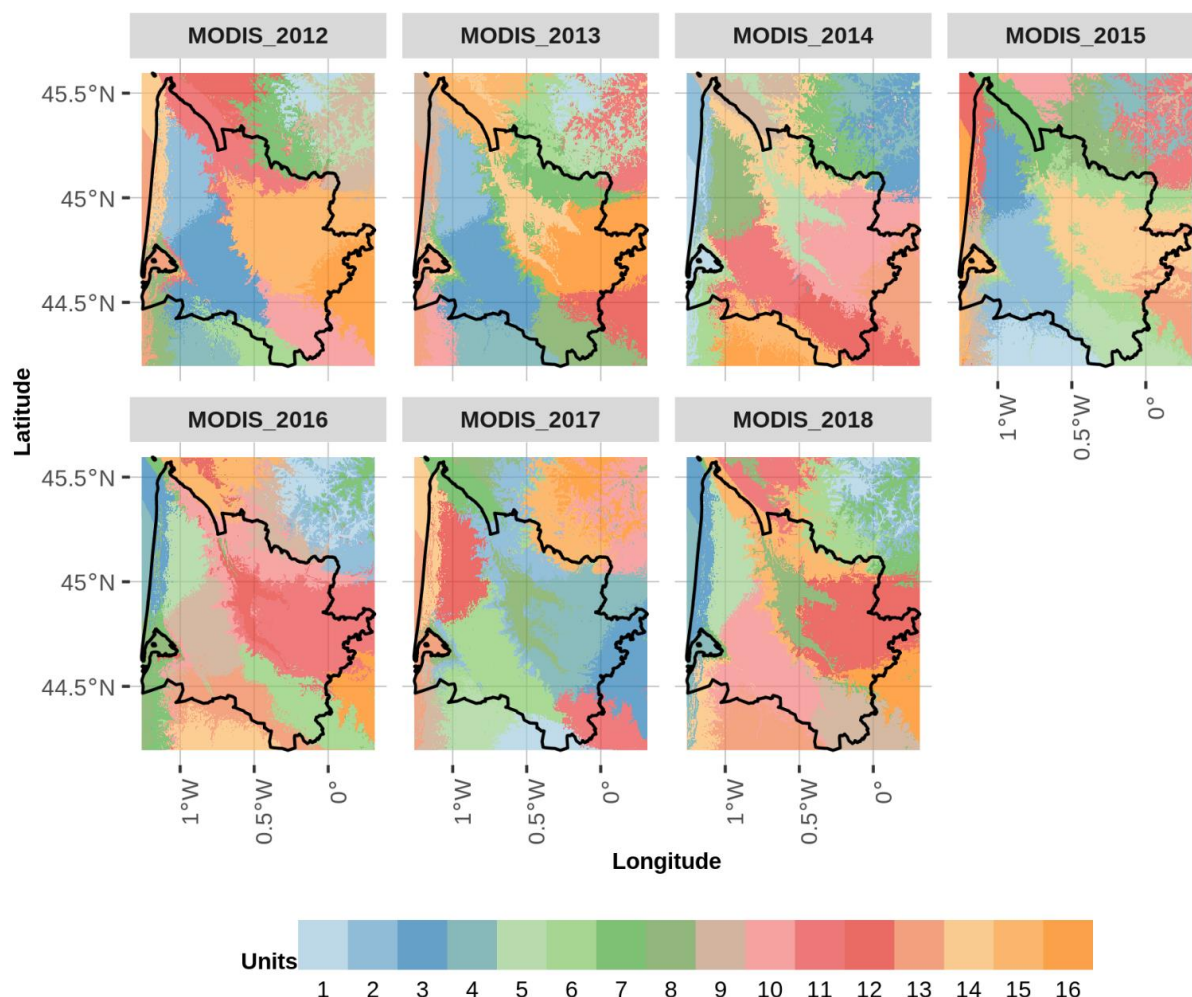 MODIS_2012 MODIS_2013 MODIS_2014 MODIS_2015
45.5°N
45°N
44.5°N
1°W 0.5°W 0°
Latitude
MODIS_2016 MODIS_2017 MODIS_2018
45.5°N
45°N
44.5°N
1°W 0.5°W 0° 1°W 0.5°W 0° 1°W 0.5°W 0°
Longitude
Units
1 2 3 4 5 6 7 8 9 10 11 12 13 14 15 16